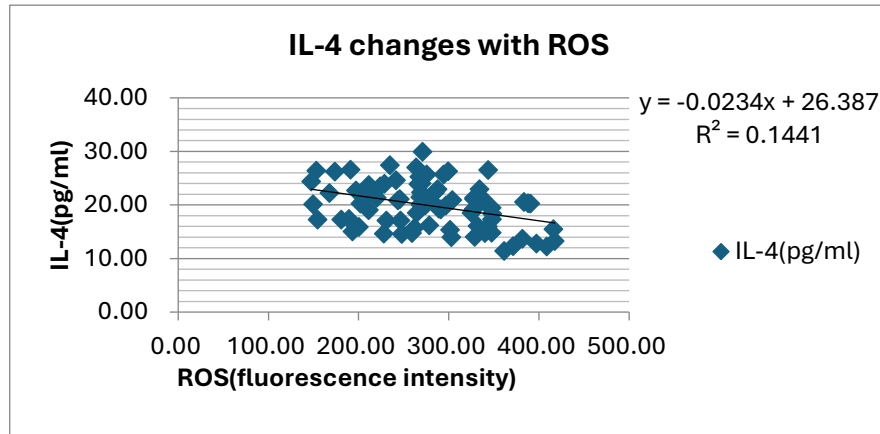 IL-4 changes with ROS
y = -0.0234x + 26.387
R² = 0.1441
IL-4(pg/ml)
40.00
30.00
20.00
10.00
0.00
0.00 100.00 200.00 300.00 400.00 500.00
ROS(fluorescence intensity)
IL-4(pg/ml)